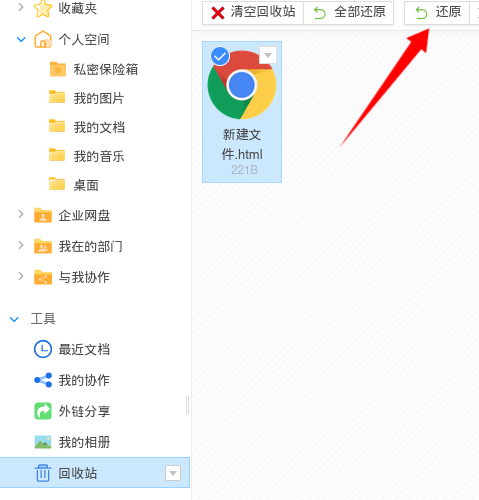 收藏夹
清空回收站 全部还原 还原
个人空间
私密保险箱
我的图片
我的文档
我的音乐
桌面
企业网盘
我在的部门
与我协作
新建文
件.html
221B
工具
最近文档
我的协作
外链分享
我的相册
回收站